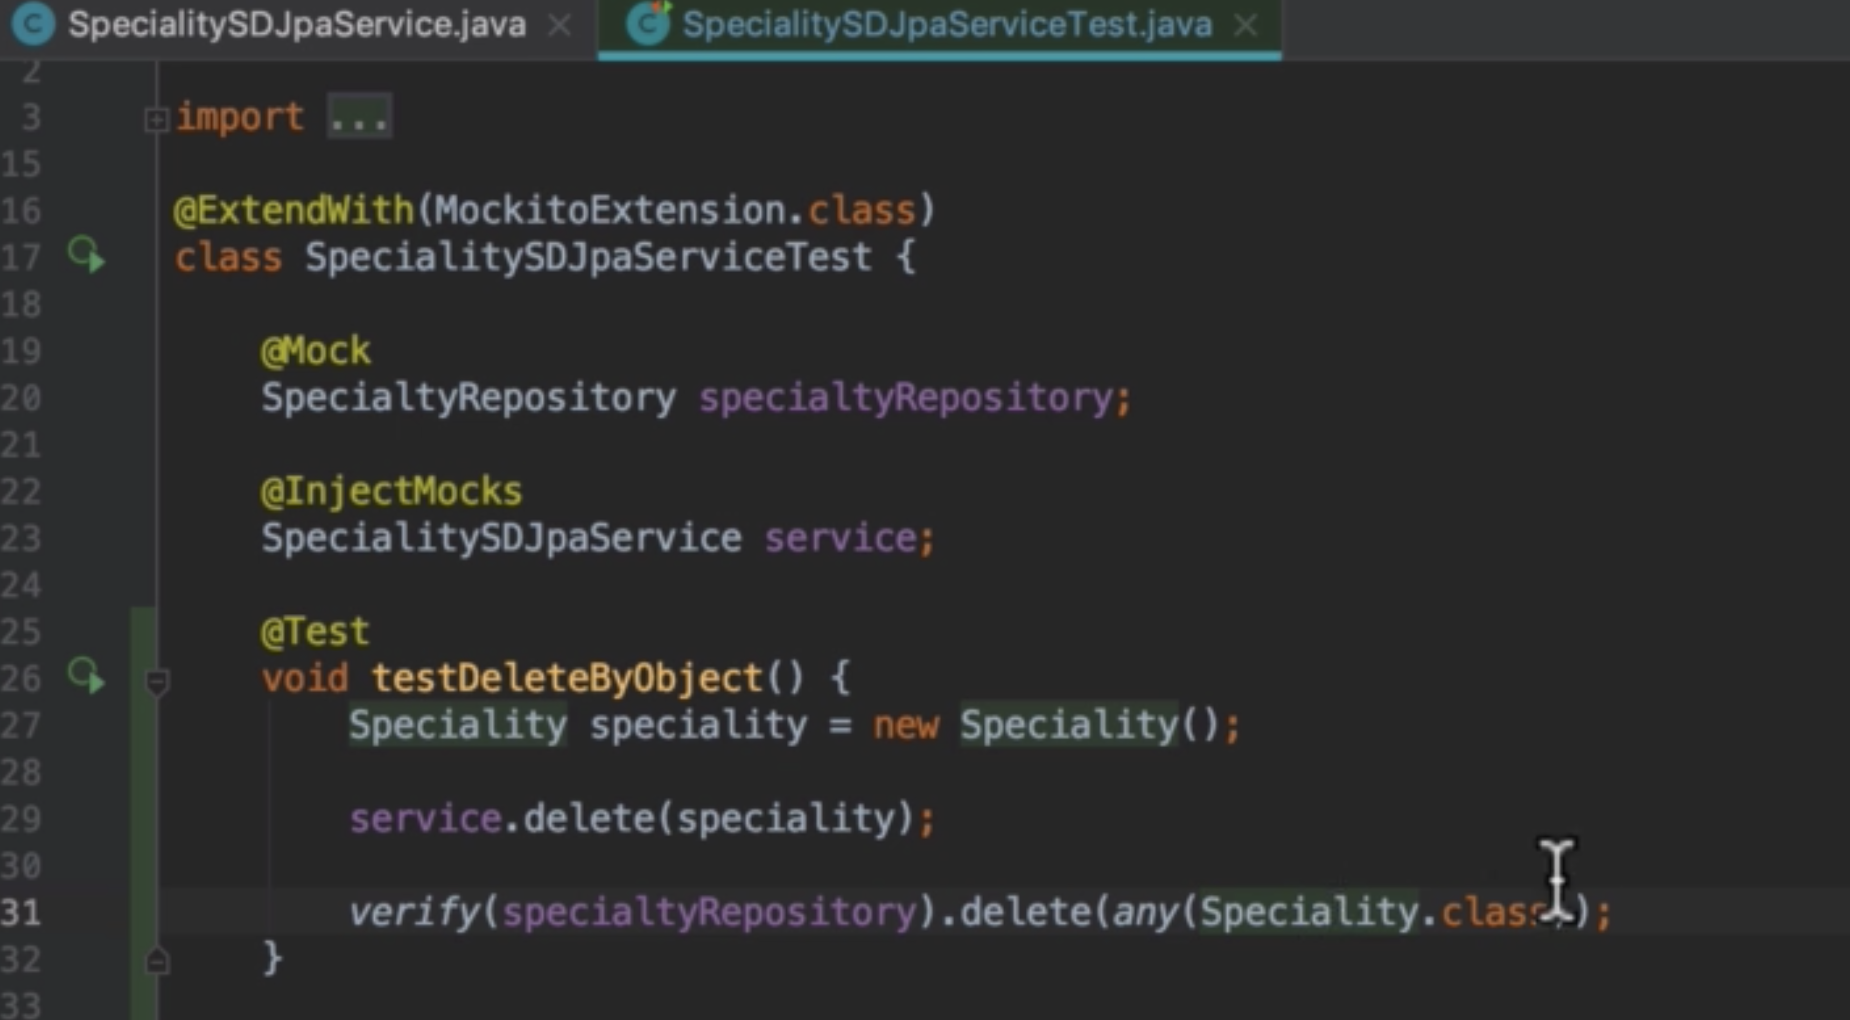 SpecialitySDJpaService.java SpecialitySDJpaServiceTest.java
2
3 import ...
15
16 @ExtendWith(MockitoExtension.class)
17 class SpecialitySDJpaServiceTest {
18
19 @Mock
20 SpecialtyRepository specialtyRepository;
21
22 @InjectMocks
23 SpecialitySDJpaService service;
24
25 @Test
26 void testDeleteByObject() {
27 Speciality speciality = new Speciality();
28
29 service.delete(speciality);
30
31 verify(specialtyRepository).delete(any(Speciality.class));
32 }
33